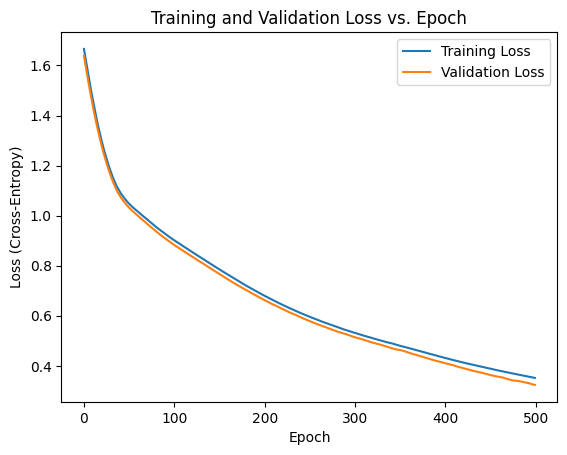 Training and Validation Loss vs. Epoch
Training Loss
Validation Loss
Loss (Cross-Entropy)
1.6
1.4
1.2
1.0
0.8
0.6
0.4
0 100 200 300 400 500
Epoch